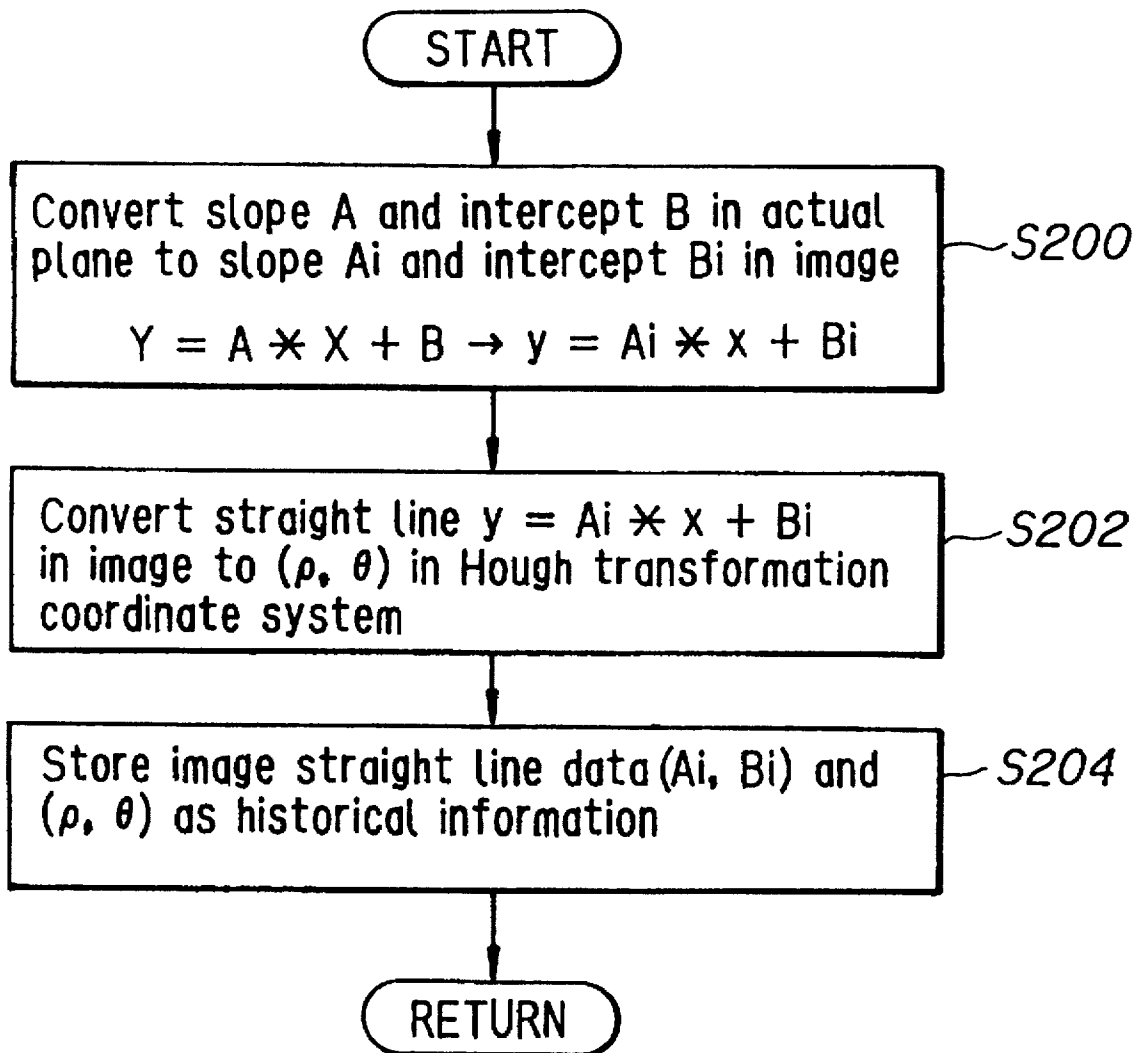 START
Convert slope A and intercept B in actual
plane to slope Ai and intercept Bi in image
Y = A * X + B → y = Ai * x + Bi
S200
Convert straight line y = Ai * x + Bi
in image to (ρ, θ) in Hough transformation
coordinate system
S202
Store image straight line data (Ai, Bi) and
(ρ, θ) as historical information
S204
RETURN